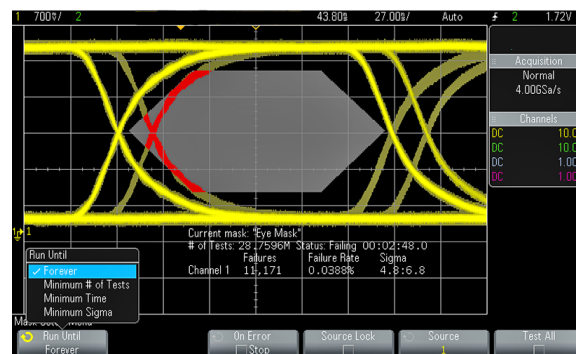 1 700♉/ 2 43.80⅋ 27.00⅋/ Auto 2 1.72V
Acquisition
Normal
4.00GSa/s
Channels
DC 10.0
DC 10.0
DC 1.00
DC 1.00
1
Current mask: "Eye Mask"
# of Tests: 28.7596M Status: Failing 00:02:48.0
Failures Failure Rate Sigma
Channel 1 11,171 0.0388% 4.8:6.8
Run Until
✓ Forever
Minimum # of Tests
Minimum Time
Minimum Sigma
Run Until On Error Source Lock Source Test All
Forever Stop 1